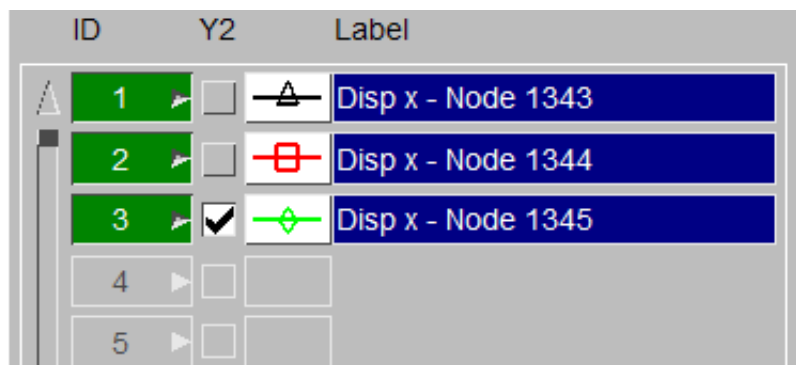 ID Y2 Label
1 Disp x - Node 1343
2 Disp x - Node 1344
3 Disp x - Node 1345
4
5